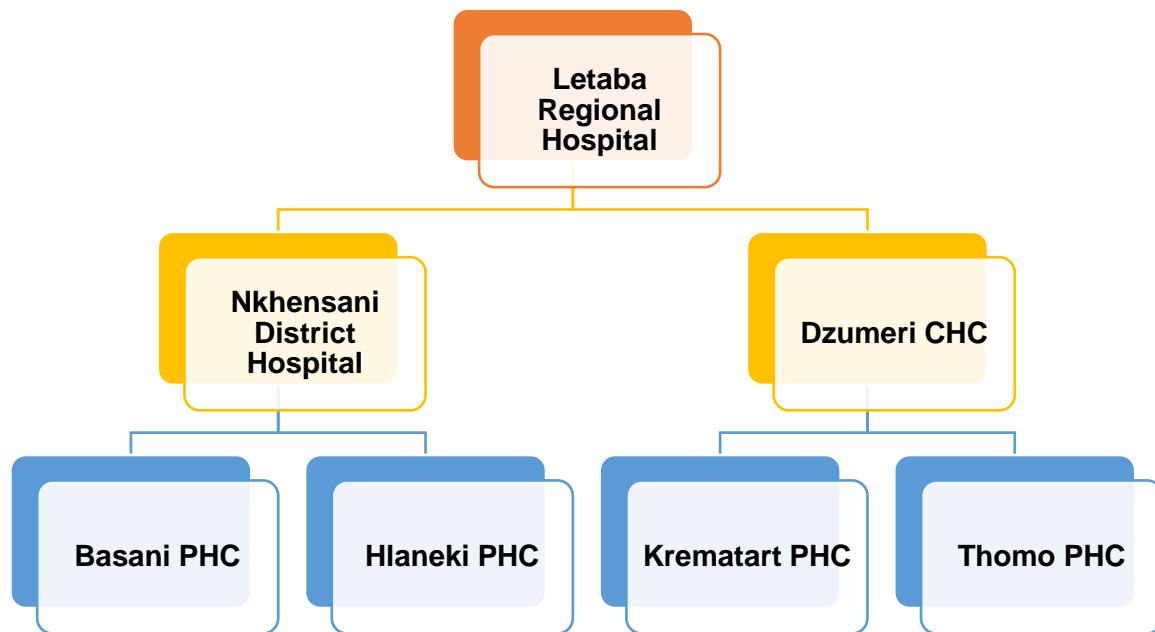 Letaba
Regional
Hospital
Nkhensani
District
Hospital
Dzumeri CHC
Basani PHC
Hlaneki PHC
Krematart PHC
Thomo PHC